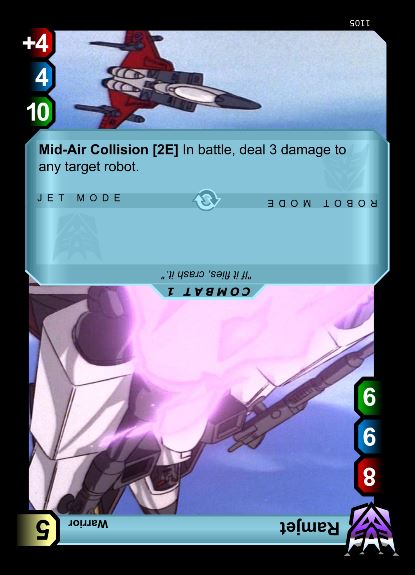 +4
4
10
Mid-Air Collision [2E] In battle, deal 3 damage to
any target robot.
JET MODE
ROBOT MODE
"If it flies, crash it."
COMBAT 1
8
6
6
Ramjet
Warrior
5